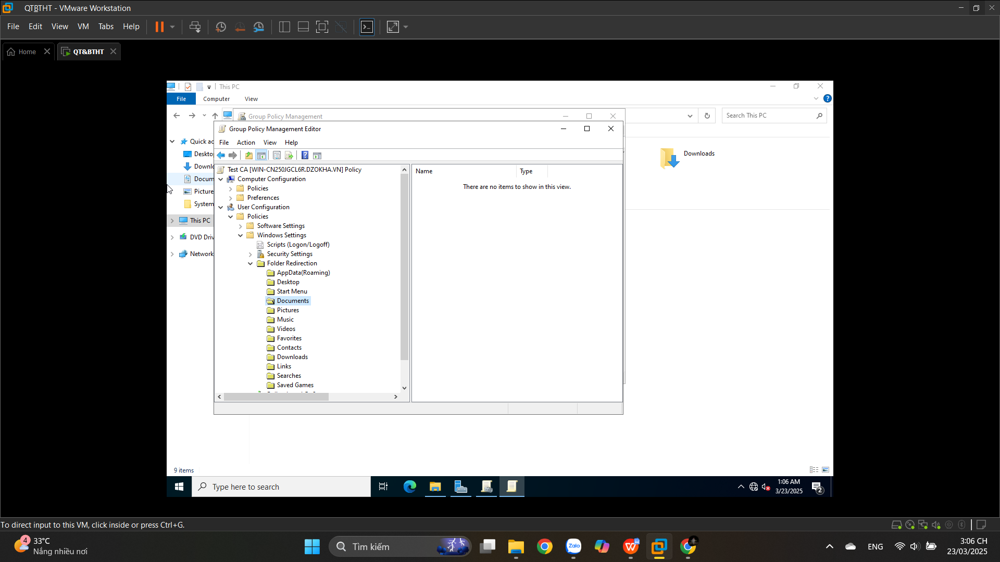 QTBTHT - VMware Workstation
File Edit View VM Tabs Help
Home QT&BTHT
This PC
File Computer View
Group Policy Management
Search This PC
Group Policy Management Editor
File Action View Help
Quick ac
Deskto
Downlo
Docum
Picture
System
This PC
DVD Driv
Network
Test CA [WIN-CN250JGCL6R.DZOKHA.VN] Policy
Computer Configuration
Policies
Preferences
User Configuration
Policies
Software Settings
Windows Settings
Scripts (Logon/Logoff)
Security Settings
Folder Redirection
AppData(Roaming)
Desktop
Start Menu
Documents
Pictures
Music
Videos
Favorites
Contacts
Downloads
Links
Searches
Saved Games
Name Type
There are no items to show in this view.
Downloads
9 items
Type here to search
1:06 AM
3/23/2025
2
To direct input to this VM, click inside or press Ctrl+G.
4
33°C
Nắng nhiều nơi
Tìm kiếm
Zalo
ENG
3:06 CH
23/03/2025